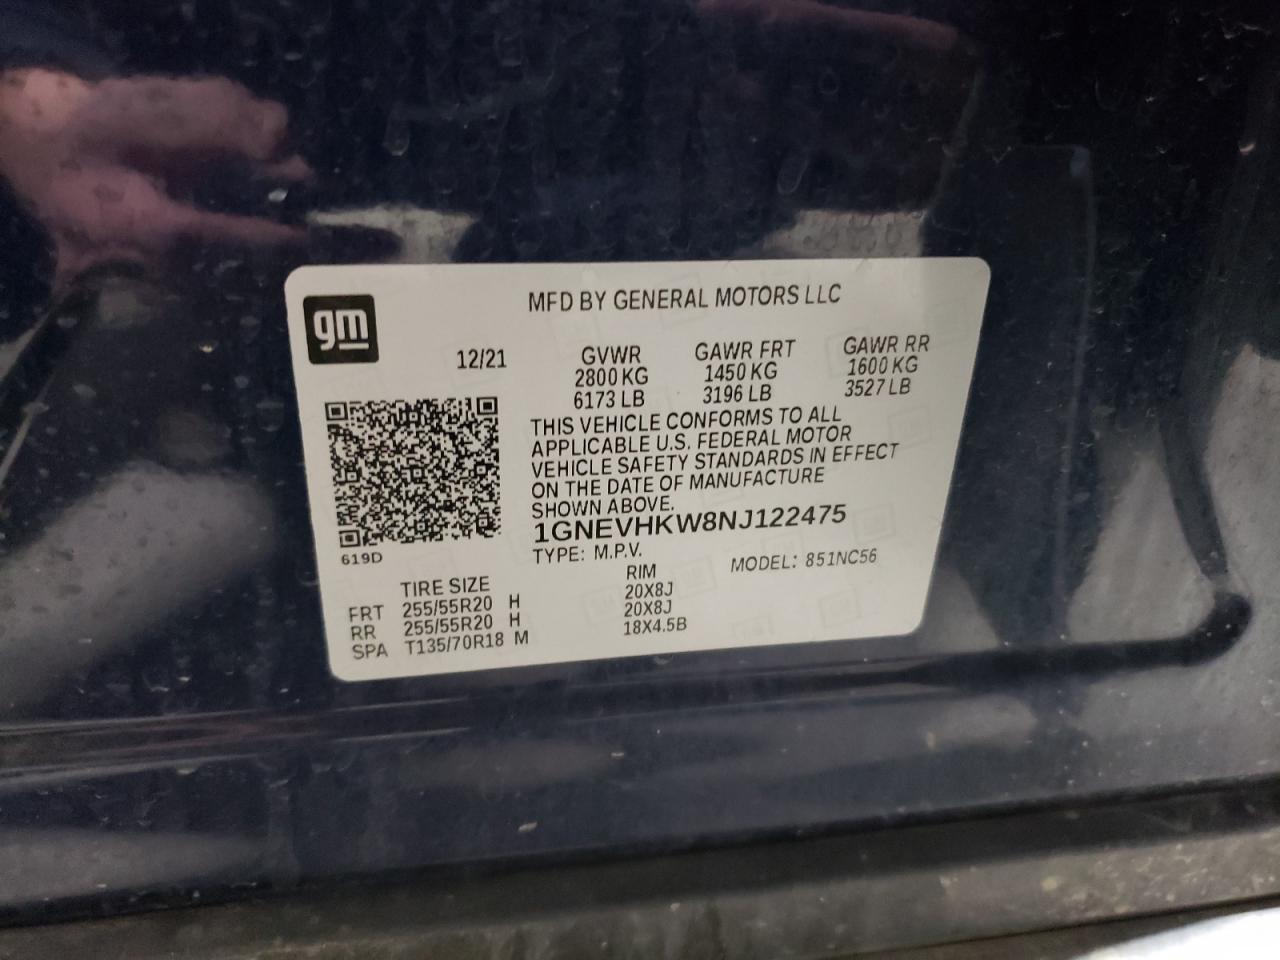 gm
MFD BY GENERAL MOTORS LLC
12/21
GVWR
2800 KG
6173 LB
GAWR FRT
1450 KG
3196 LB
GAWR RR
1600 KG
3527 LB
THIS VEHICLE CONFORMS TO ALL
APPLICABLE U.S. FEDERAL MOTOR
VEHICLE SAFETY STANDARDS IN EFFECT
ON THE DATE OF MANUFACTURE
SHOWN ABOVE.
1GNEVHKW8NJ122475
619D
TYPE: M.P.V.
MODEL: 851NC56
TIRE SIZE RIM
FRT 255/55R20 H 20X8J
RR 255/55R20 H 20X8J
SPA T135/70R18 M 18X4.5B